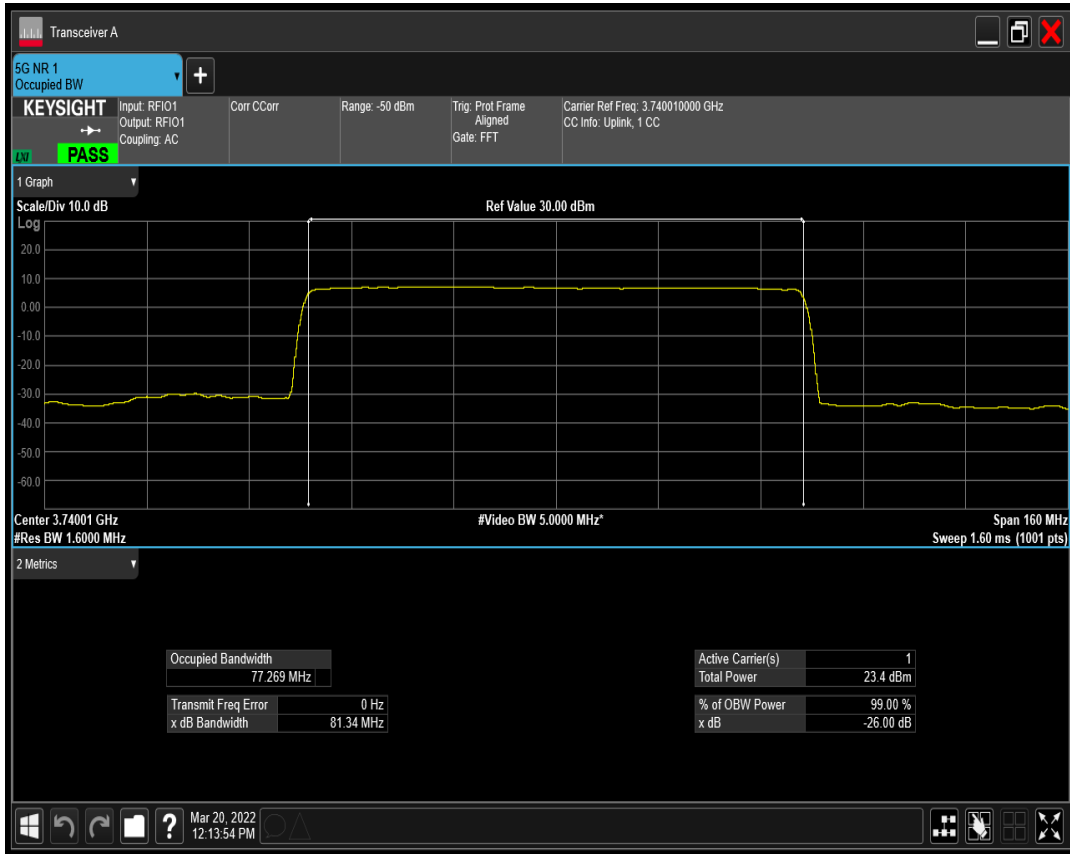 Transceiver A
5G NR 1
Occupied BW
+
KEYSIGHT
LXI
PASS
Input: RFIO1
Output: RFIO1
Coupling: AC
Corr CCorr
Range: -50 dBm
Trig: Prot Frame
Aligned
Gate: FFT
Carrier Ref Freq: 3.740010000 GHz
CC Info: Uplink, 1 CC
1 Graph
Scale/Div 10.0 dB
Ref Value 30.00 dBm
Log
20.0
10.0
0.00
-10.0
-20.0
-30.0
-40.0
-50.0
-60.0
Center 3.74001 GHz
#Video BW 5.0000 MHz*
Span 160 MHz
#Res BW 1.6000 MHz
Sweep 1.60 ms (1001 pts)
2 Metrics
Occupied Bandwidth
77.269 MHz
Transmit Freq Error 0 Hz
x dB Bandwidth 81.34 MHz
Active Carrier(s) 1
Total Power 23.4 dBm
% of OBW Power 99.00 %
x dB -26.00 dB
?
Mar 20, 2022
12:13:54 PM